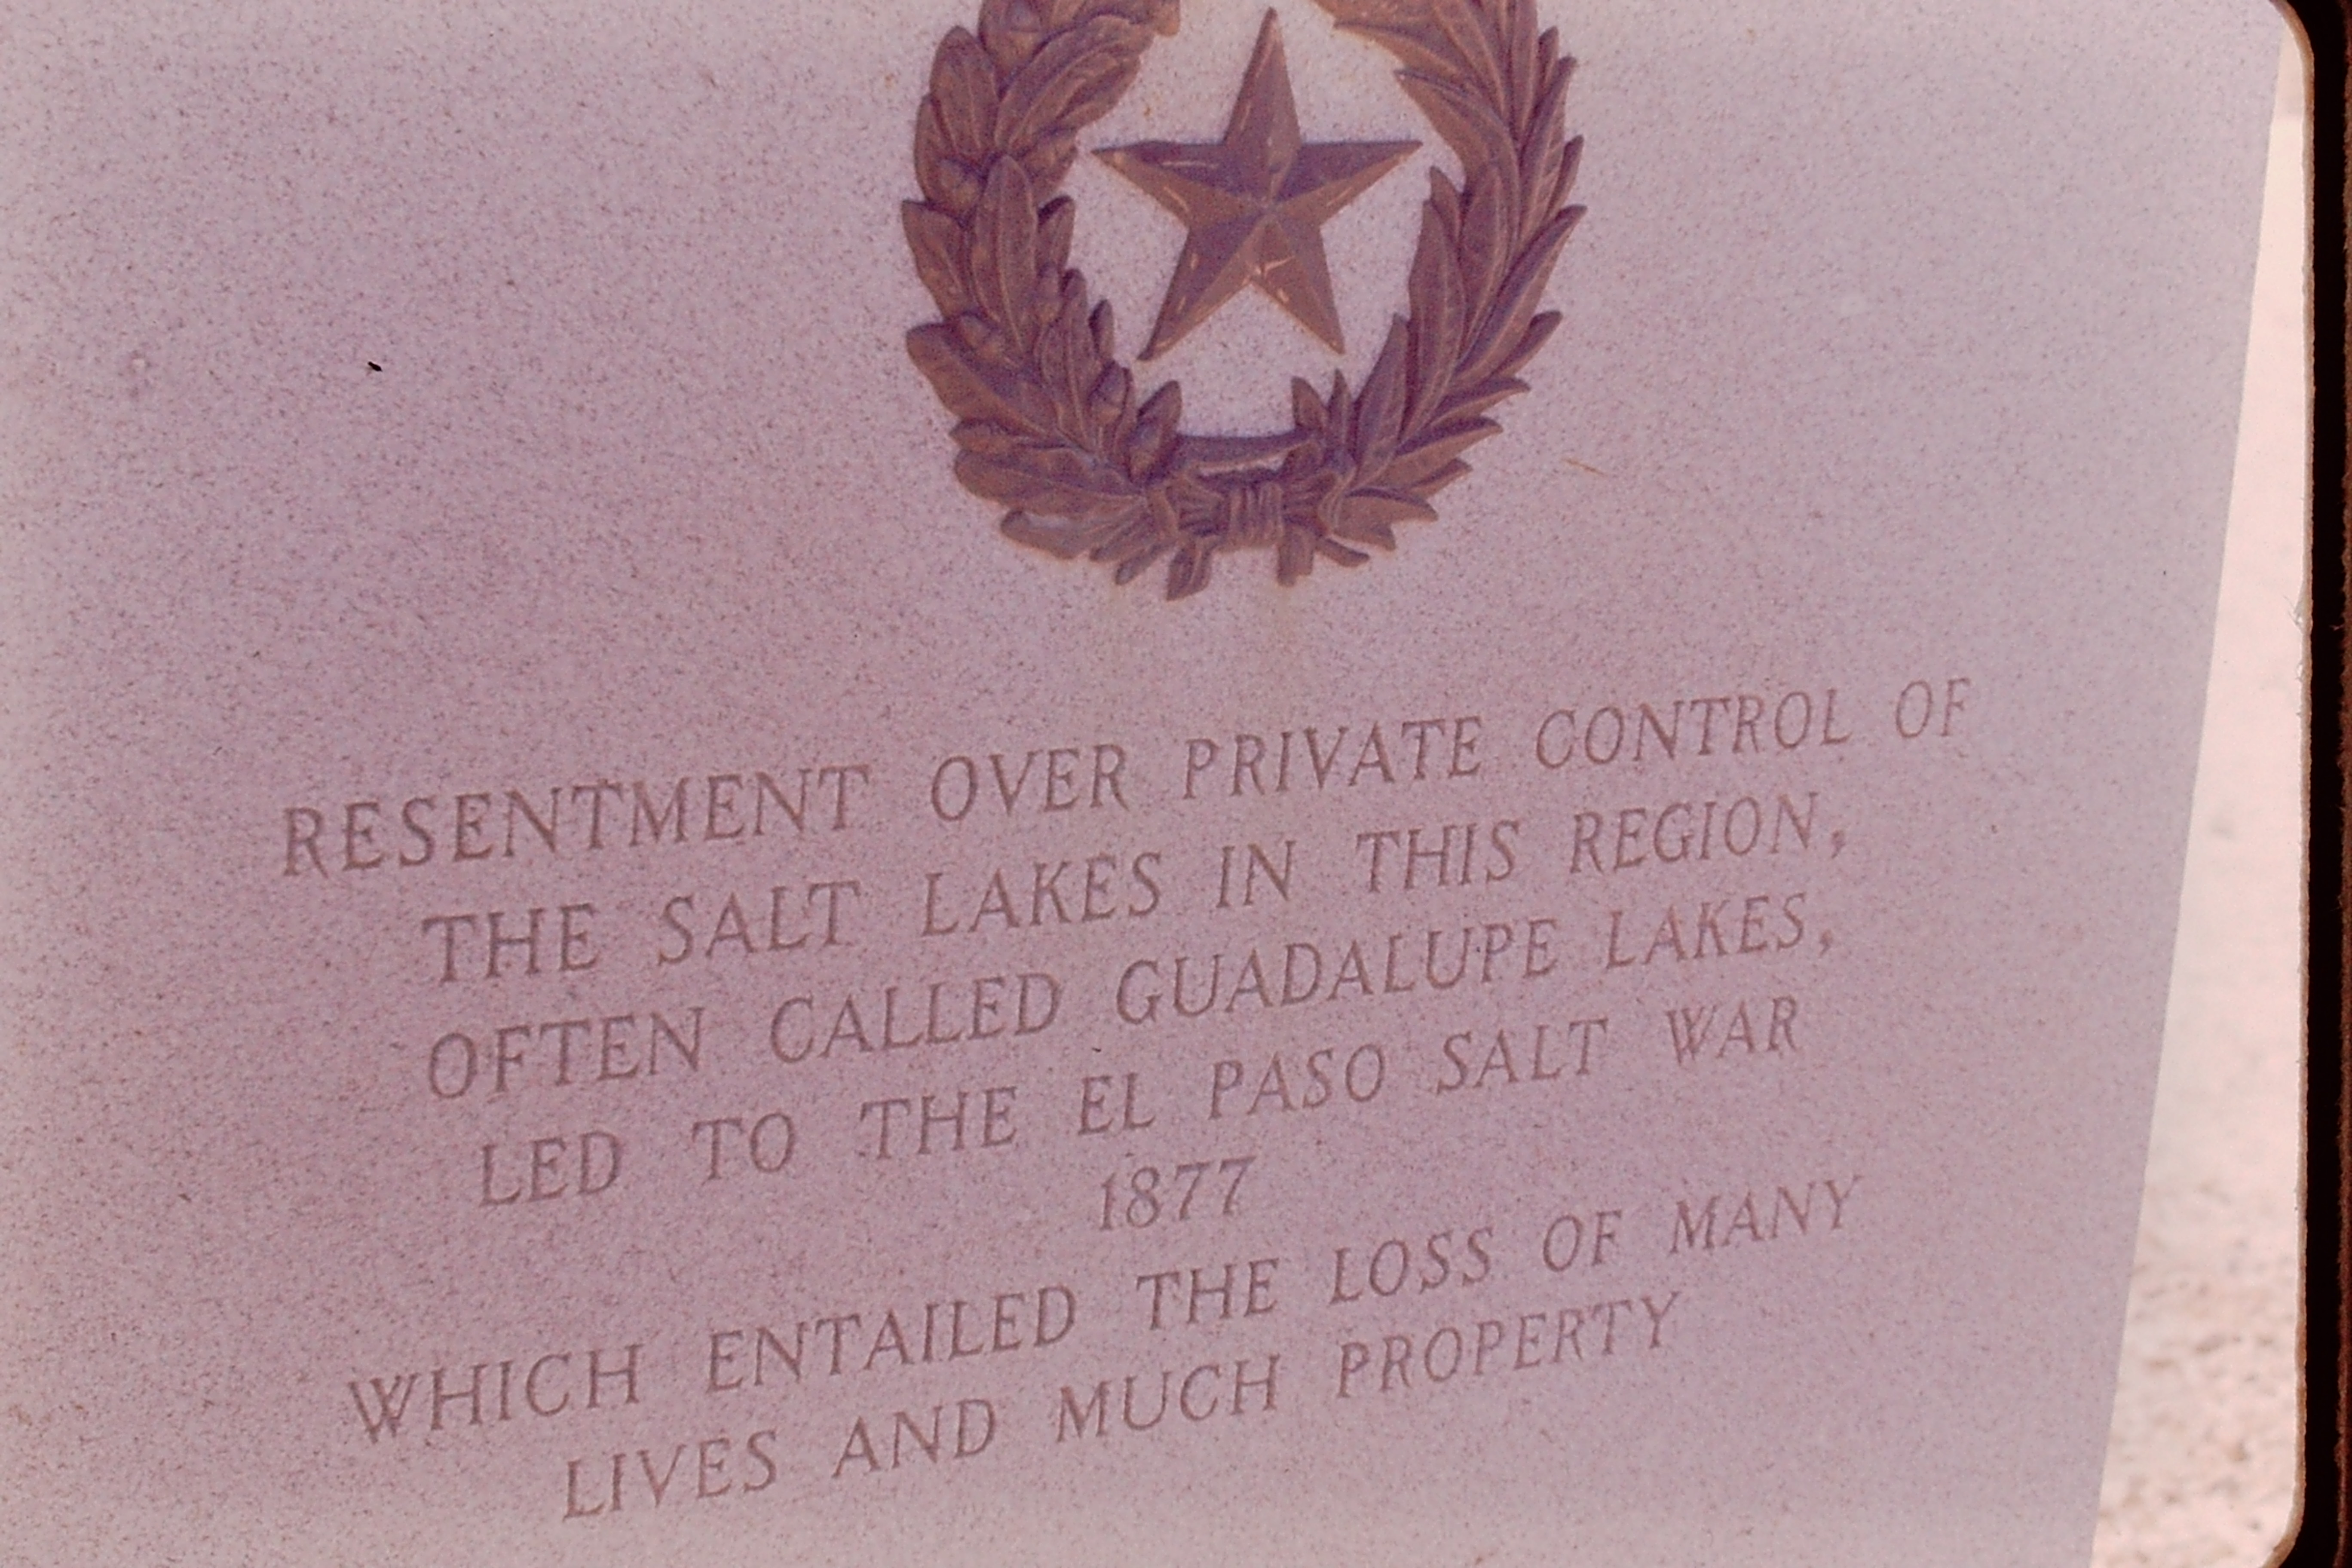 RESENTMENT OVER PRIVATE CONTROL OF
THE SALT LAKES IN THIS REGION,
OFTEN CALLED GUADALUPE LAKES,
LED TO THE EL PASO SALT WAR
1877
WHICH ENTAILED THE LOSS OF MANY
LIVES AND MUCH PROPERTY